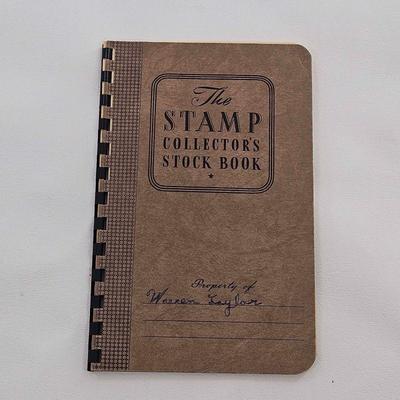 The
STAMP
COLLECTOR'S
STOCK BOOK
Property of
Warren Taylor